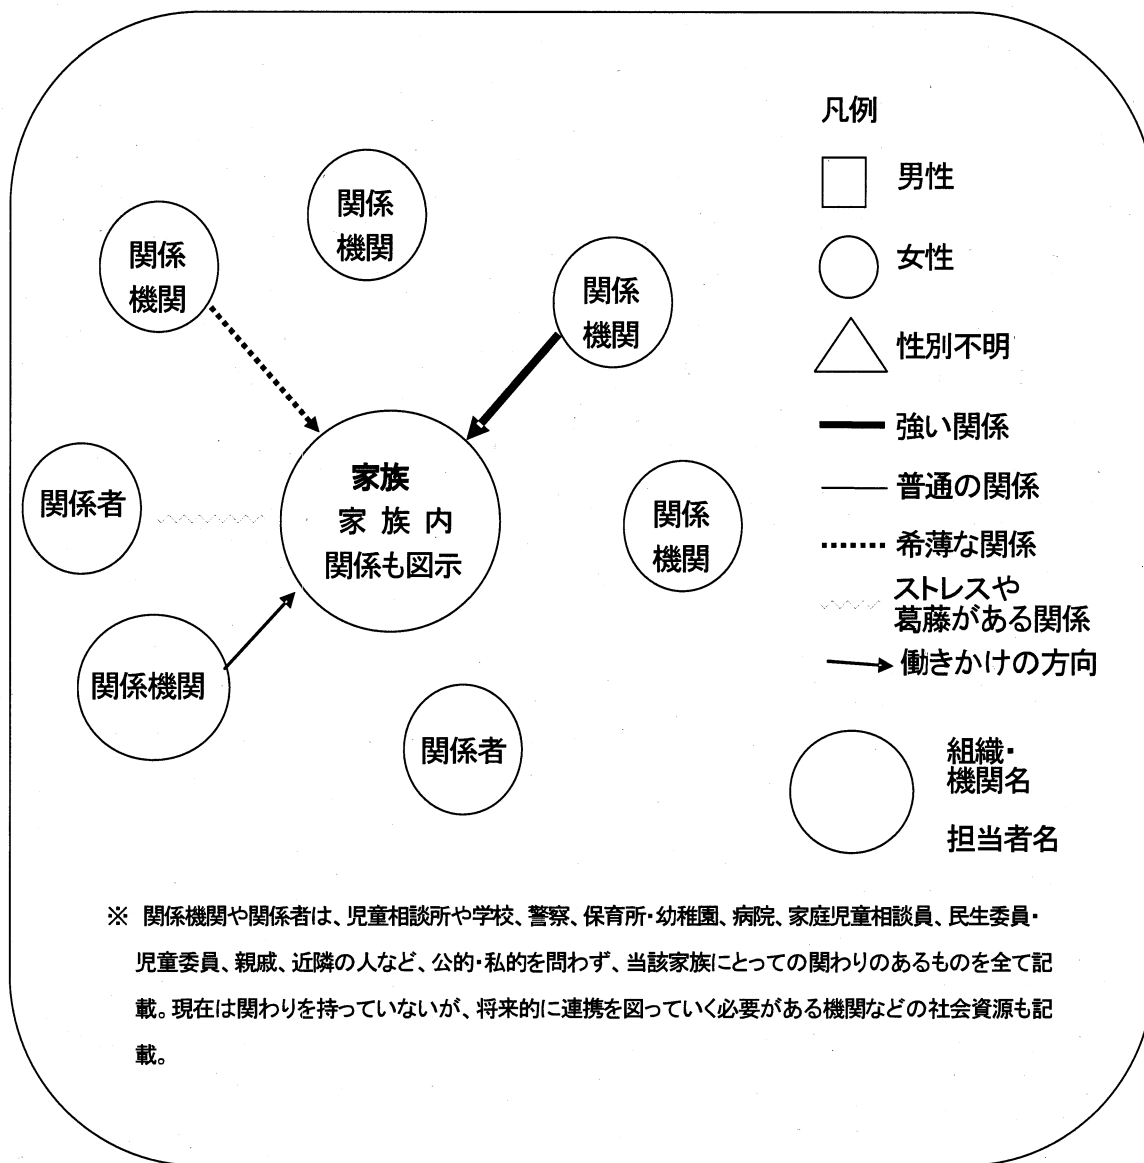 関係
機関
関係
機関
関係
機関
家族
家 族 内
関係も図示
関係者
関係
機関
関係機関
関係者
凡例
男性
女性
性別不明
強い関係
普通の関係
希薄な関係
ストレスや
葛藤がある関係
働きかけの方向
組織・
機関名
担当者名
※ 関係機関や関係者は、児童相談所や学校、警察、保育所・幼稚園、病院、家庭児童相談員、民生委員・
児童委員、親戚、近隣の人など、公的・私的を問わず、当該家族にとっての関わりのあるものを全て記
載。現在は関わりを持っていないが、将来的に連携を図っていく必要がある機関などの社会資源も記
載。